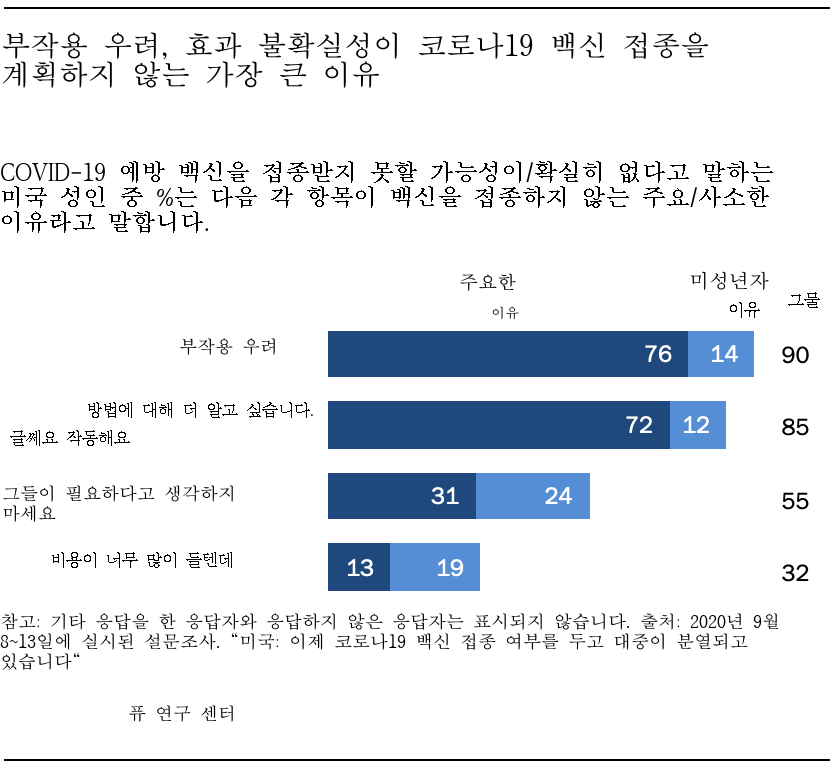 부작용 우려, 효과 불확실성이 코로나19 백신 접종을
계획하지 않는 가장 큰 이유
COVID-19 예방 백신을 접종받지 못할 가능성이/확실히 없다고 말하는
미국 성인 중 %는 다음 각 항목이 백신을 접종하지 않는 주요/사소한
이유라고 말합니다.
주요한 미성년자 그물
이유 이유
부작용 우려 76 14 90
방법에 대해 더 알고 싶습니다. 72 12 85
글쎄요 작동해요
그들이 필요하다고 생각하지 31 24 55
마세요
비용이 너무 많이 들텐데 13 19 32
참고: 기타 응답을 한 응답자와 응답하지 않은 응답자는 표시되지 않습니다. 출처: 2020년 9월
8~13일에 실시된 설문조사. “미국: 이제 코로나19 백신 접종 여부를 두고 대중이 분열되고
있습니다“
퓨 연구 센터